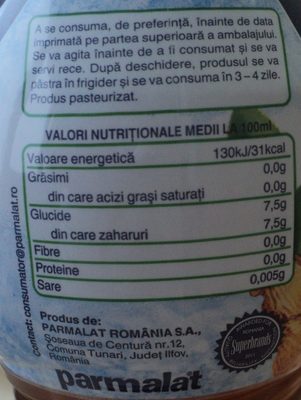 A se consuma, de preferință, înainte de data
imprimată pe partea superioară a ambalajului.
Se va agita înainte de a fi consumat și se va
servi rece. După deschidere, produsul se va
păstra în frigider și se va consuma în 3 – 4 zile.
Produs pasteurizat.
VALORI NUTRIȚIONALE MEDII LA 100ml
Valoare energetică 130kJ/31kcal
Grăsimi 0,0g
din care acizi grași saturați 0,0g
Glucide 7,5g
din care zaharuri 7,5g
Fibre 0,0g
Proteine 0,0g
Sare 0,005g
Contact: consumator@parmalat.ro
Produs de:
PARMALAT ROMÂNIA S.A.,
Șoseaua de Centură nr.12,
Comuna Tunari, Județ Ilfov,
România
Superbrands
parmalat